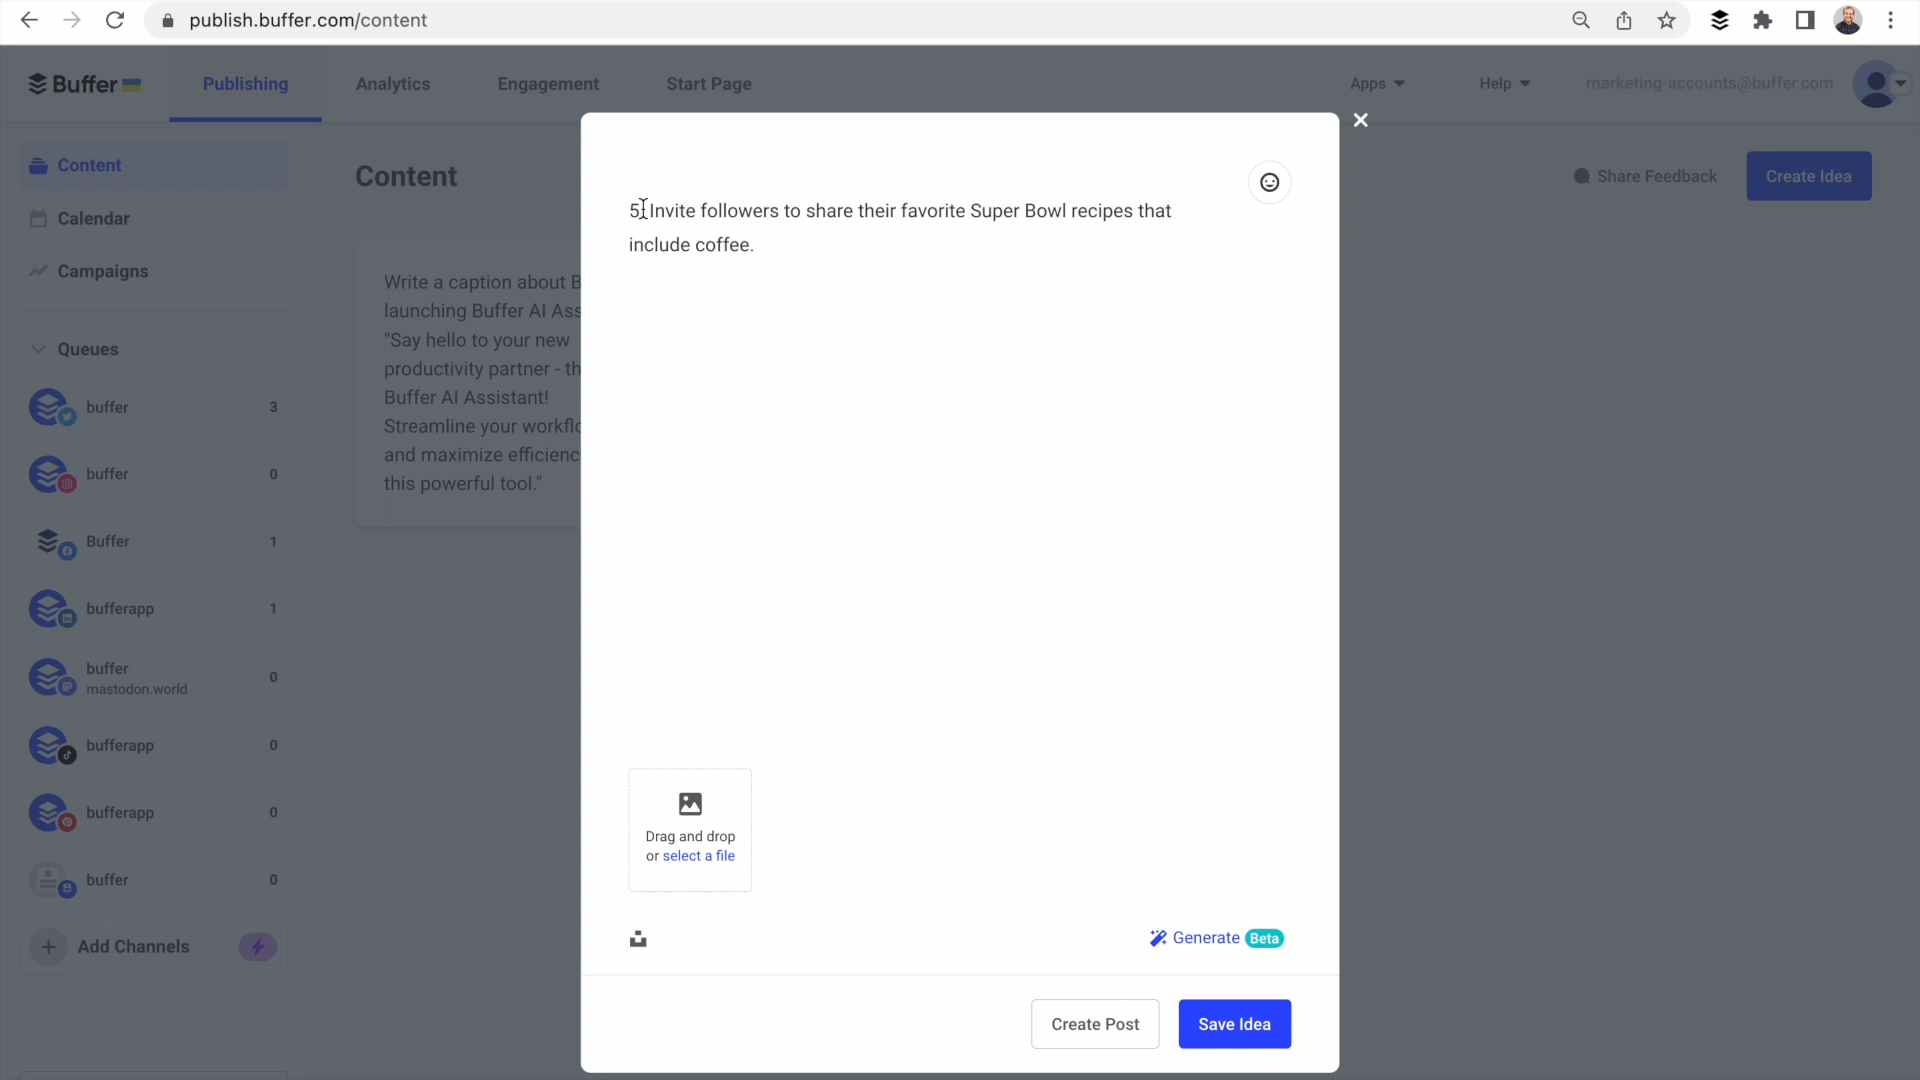 publish.buffer.com/content
Buffer
Publishing
Analytics
Engagement
Start Page
Apps
Help
marketing-accounts@buffer.com
Content
Calendar
Campaigns
Queues
buffer
3
buffer
0
Buffer
1
bufferapp
1
buffer
mastodon.world
0
bufferapp
0
bufferapp
0
buffer
0
Add Channels
Content
Share Feedback
Create Idea
Write a caption about B
launching Buffer AI Ass
"Say hello to your new
productivity partner - th
Buffer AI Assistant!
Streamline your workflo
and maximize efficienc
this powerful tool."
5. Invite followers to share their favorite Super Bowl recipes that
include coffee.
Drag and drop
or select a file
Generate Beta
Create Post
Save Idea